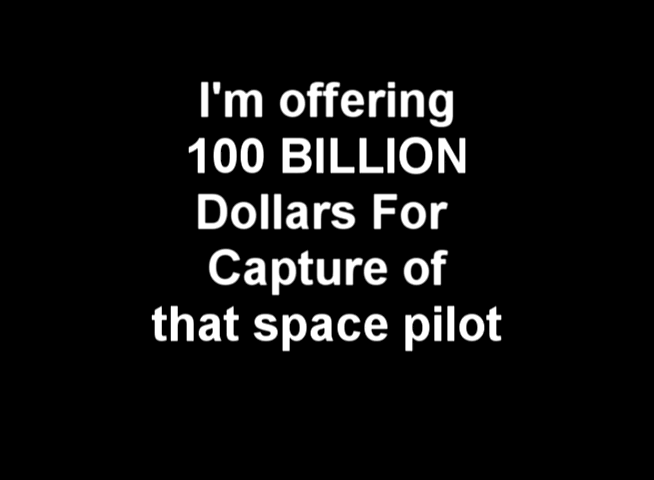 I'm offering
100 BILLION
Dollars For
Capture of
that space pilot